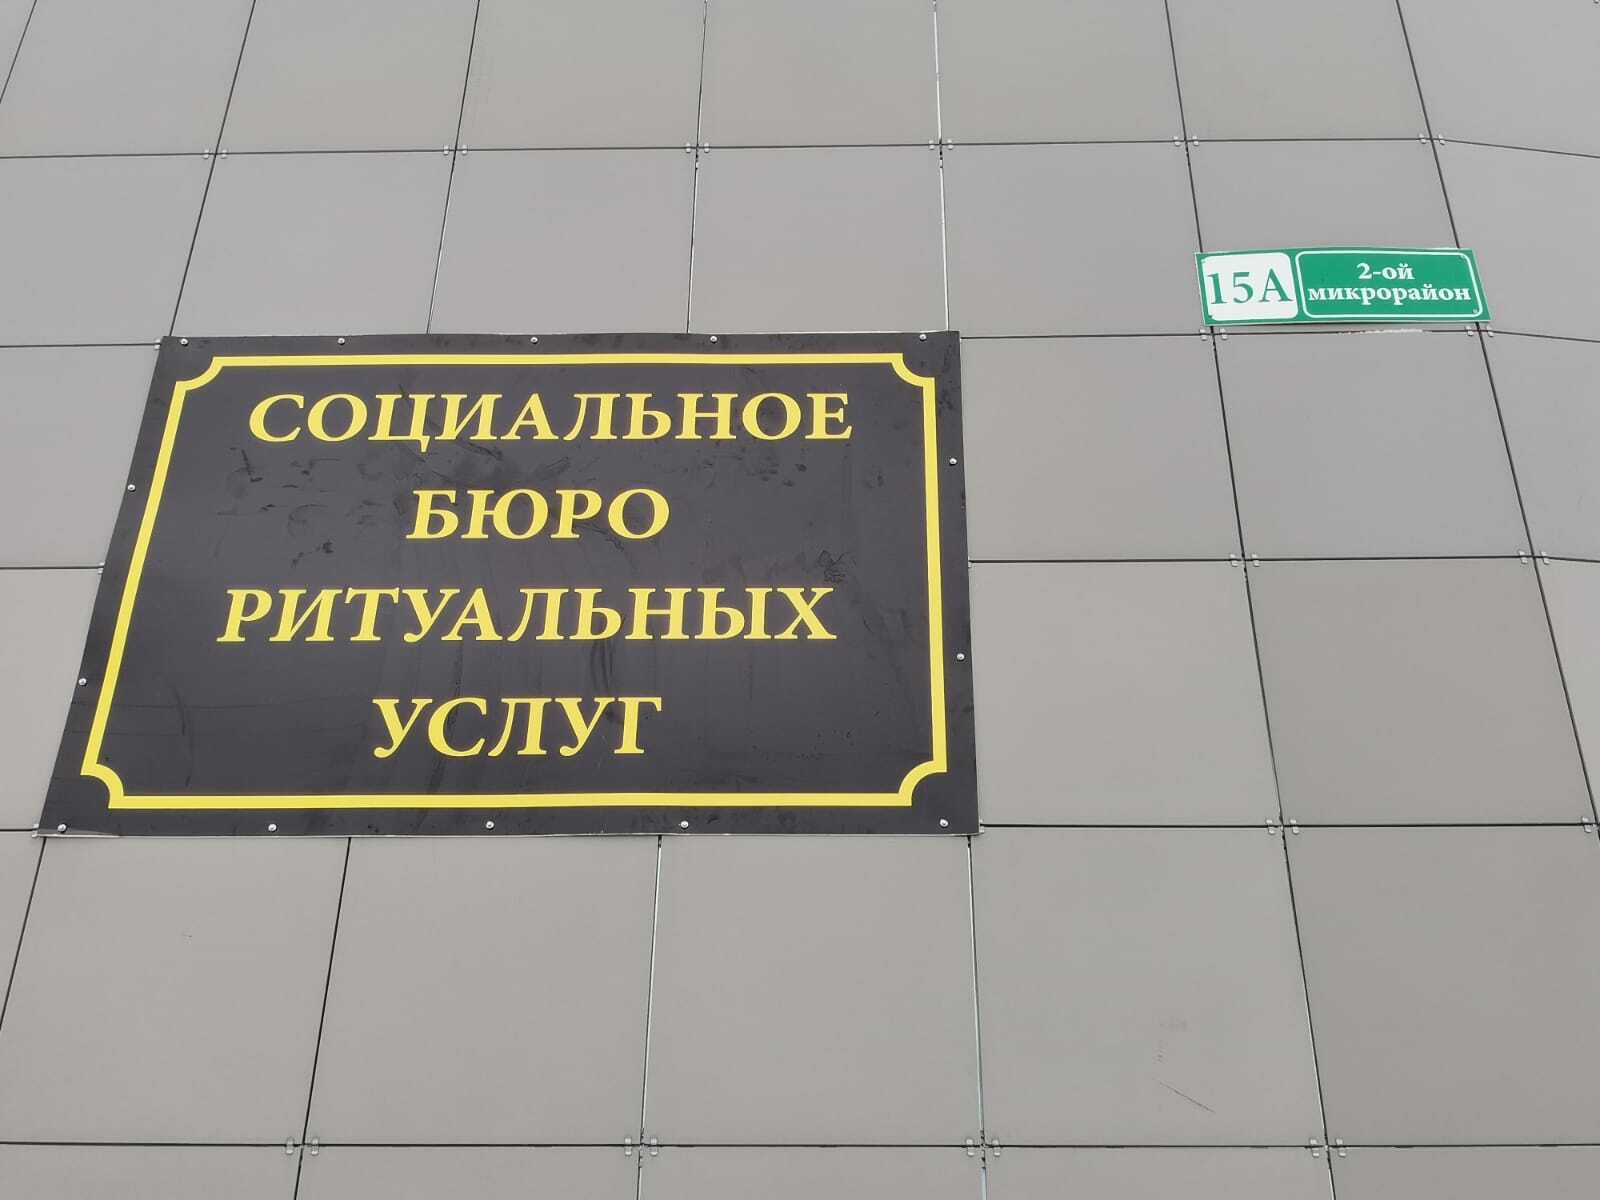 СОЦИАЛЬНОЕ
БЮРО
РИТУАЛЬНЫХ
УСЛУГ
15А
2-ой
микрорайон